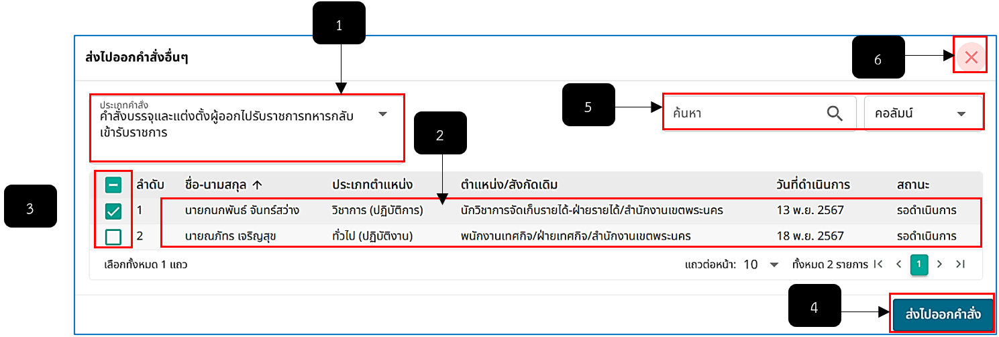 1
ส่งไปออกคำสั่งอื่นๆ
6
ประเภทคำสั่ง
คำสั่งบรรจุและแต่งตั้งผู้ออกไปรับราชการทหารกลับ
เข้ารับราชการ
5
ค้นหา
คอลัมน์
2
3
ลำดับ ชื่อ-นามสกุล ประเภทตำแหน่ง ตำแหน่ง/สังกัดเดิม วันที่ดำเนินการ สถานะ
1 นายกนกพันธ์ จันทร์สว่าง วิชาการ (ปฏิบัติการ) นักวิชาการจัดเก็บรายได้-ฝ่ายรายได้/สำนักงานเขตพระนคร 13 พ.ย. 2567 รอดำเนินการ
2 นายณภัทร เจริญสุข ทั่วไป (ปฏิบัติงาน) พนักงานเทศกิจ/ฝ่ายเทศกิจ/สำนักงานเขตพระนคร 18 พ.ย. 2567 รอดำเนินการ
เลือกทั้งหมด 1 แถว แถวต่อหน้า: 10 ทั้งหมด 2 รายการ 1
4
ส่งไปออกคำสั่ง